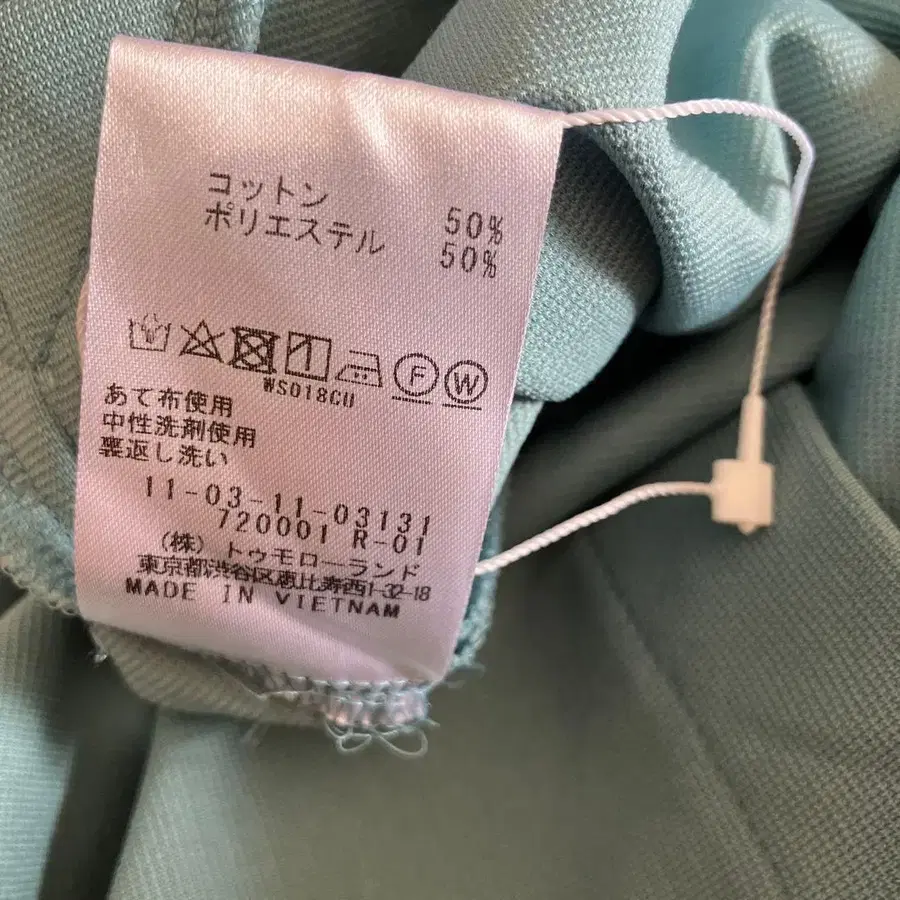 コットン 50%
ポリエステル 50%
F W
WS018CU
あて布使用
中性洗剤使用
裏返し洗い
11-03-11-03131
720001 R-01
(株) トゥモローランド
東京都渋谷区恵比寿西1-32-18
MADE IN VIETNAM